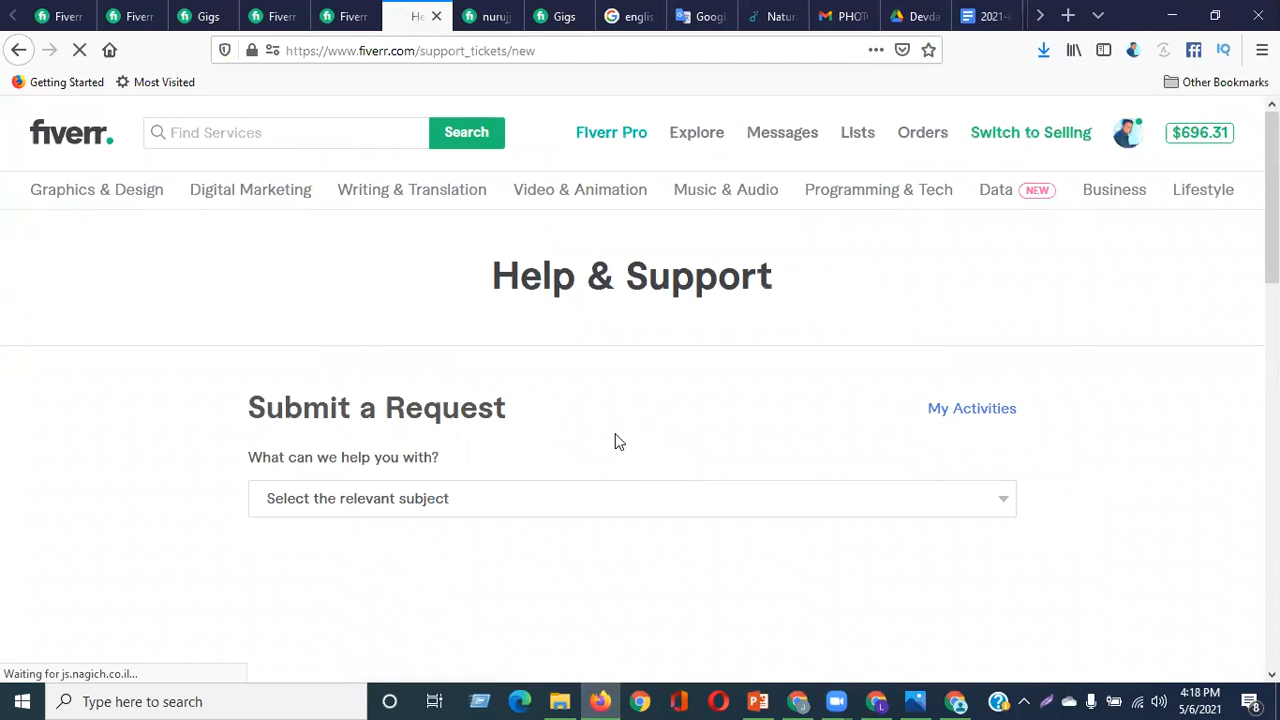 Fiverr
Fiverr
Gigs
Fiverr
Fiverr
He
nurujj
Gigs
englis
Googl
Natur
PHOT
Devda
2021-
https://www.fiverr.com/support_tickets/new
Getting Started
Most Visited
Other Bookmarks
fiverr.
Find Services
Search
Fiverr Pro
Explore
Messages
Lists
Orders
Switch to Selling
$696.31
Graphics & Design
Digital Marketing
Writing & Translation
Video & Animation
Music & Audio
Programming & Tech
Data NEW
Business
Lifestyle
Help & Support
Submit a Request
My Activities
What can we help you with?
Select the relevant subject
Waiting for js.nagich.co.il...
Type here to search
4:18 PM
5/6/2021
8